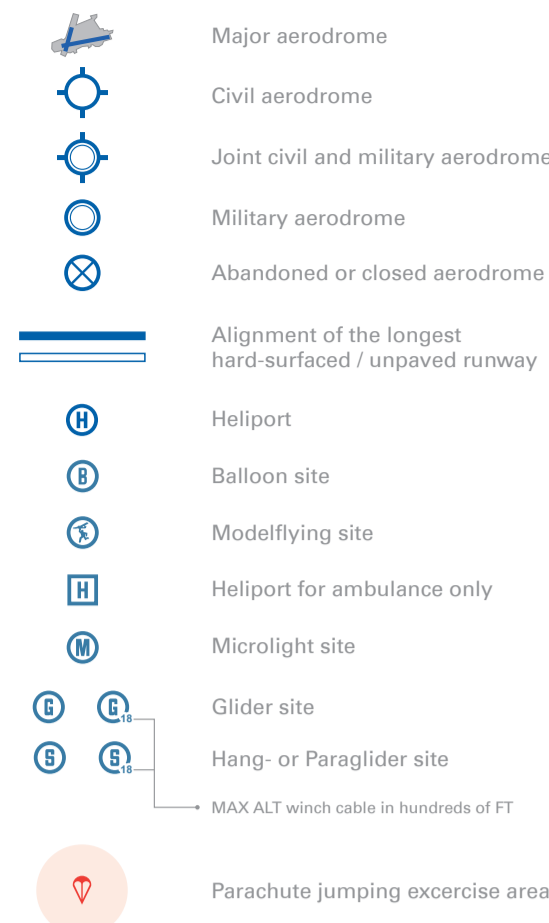 Major aerodrome
Civil aerodrome
Joint civil and military aerodrome
Military aerodrome
Abandoned or closed aerodrome
Alignment of the longest
hard-surfaced / unpaved runway
H Heliport
B Balloon site
Modelflying site
H Heliport for ambulance only
M Microlight site
G G 18 Glider site
S S 18 Hang- or Paraglider site
MAX ALT winch cable in hundreds of FT
Parachute jumping excercise area